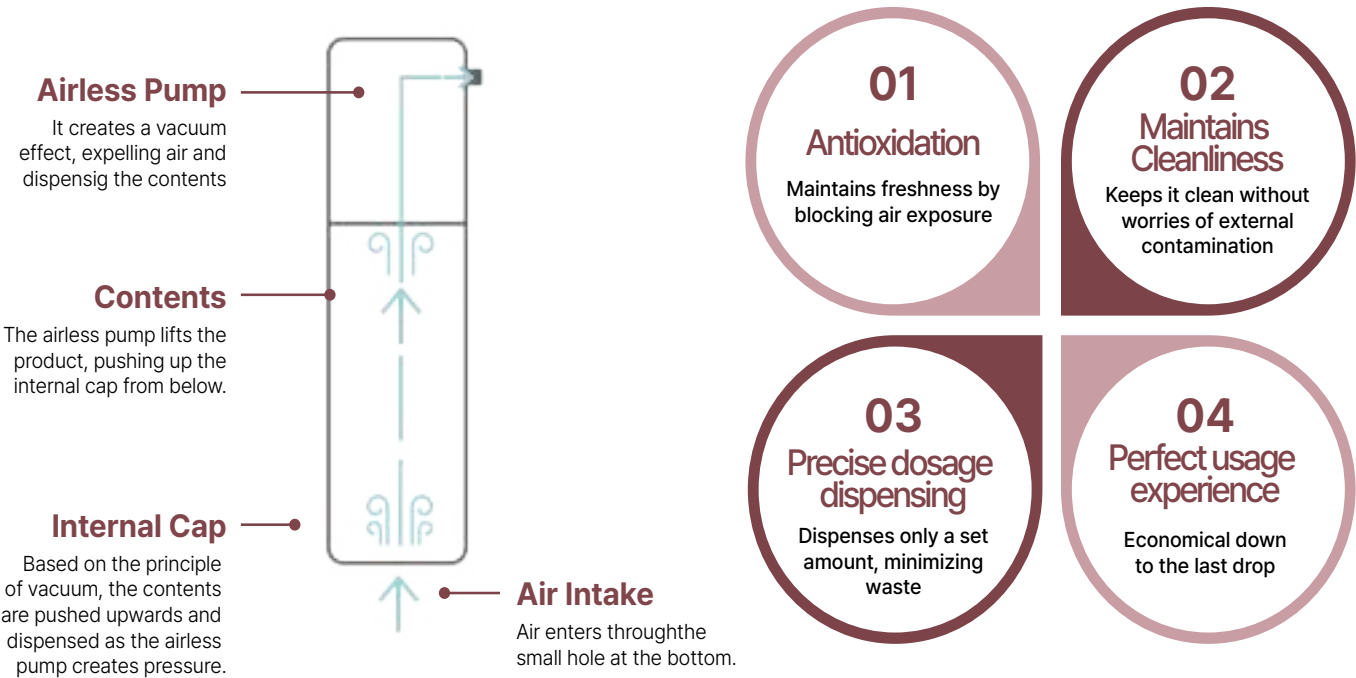 Airless Pump
It creates a vacuum
effect, expelling air and
dispensig the contents
Contents
The airless pump lifts the
product, pushing up the
internal cap from below.
Internal Cap
Based on the principle
of vacuum, the contents
are pushed upwards and
dispensed as the airless
pump creates pressure.
Air Intake
Air enters throughthe
small hole at the bottom.
01
Antioxidation
Maintains freshness by
blocking air exposure
02
Maintains
Cleanliness
Keeps it clean without
worries of external
contamination
03
Precise dosage
dispensing
Dispenses only a set
amount, minimizing
waste
04
Perfect usage
experience
Economical down
to the last drop